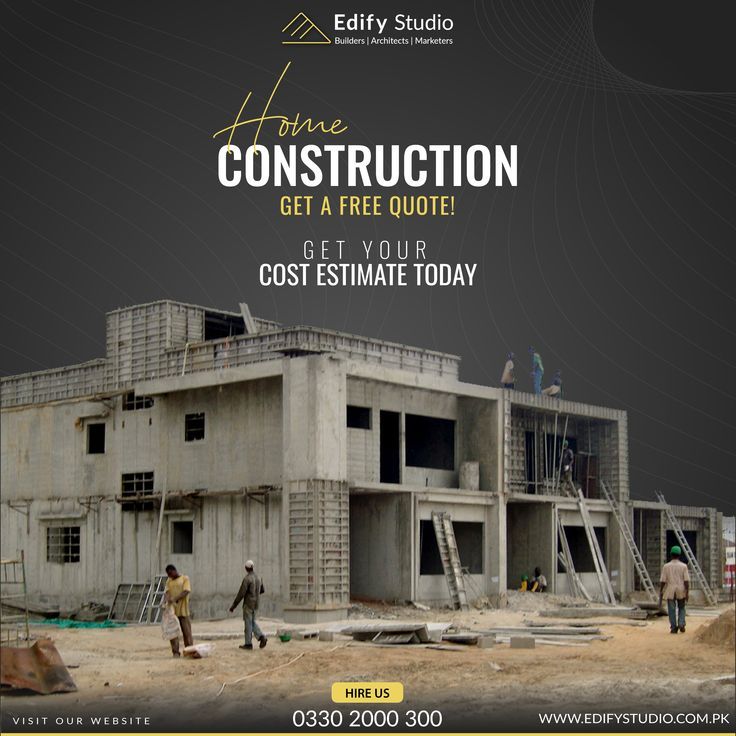 Edify Studio
Builders | Architects | Marketers
Home
CONSTRUCTION
GET A FREE QUOTE!
GET YOUR
COST ESTIMATE TODAY
HIRE US
VISIT OUR WEBSITE
0330 2000 300
WWW.EDIFYSTUDIO.COM.PK